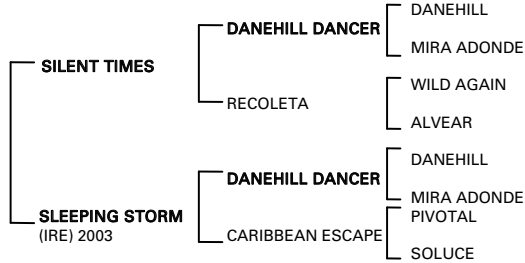 DANEHILL
DANEHILL DANCER
MIRA ADONDE
SILENT TIMES
WILD AGAIN
RECOLETA
ALVEAR
DANEHILL
DANEHILL DANCER
MIRA ADONDE
SLEEPING STORM
PIVOTAL
(IRE) 2003
CARIBBEAN ESCAPE
SOLUCE